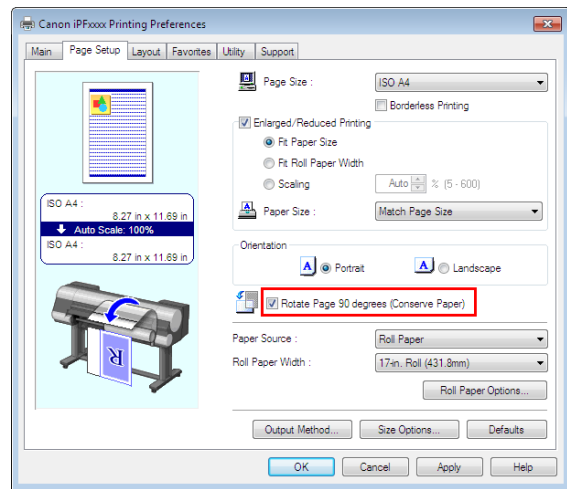 Canon iPFxxxx Printing Preferences
Main Page Setup Layout Favorites Utility Support
Page Size : ISO A4
Borderless Printing
Enlarged/Reduced Printing
Fit Paper Size
Fit Roll Paper Width
Scaling Auto % (5 - 600)
Paper Size : Match Page Size
ISO A4 :
8.27 in x 11.69 in
Auto Scale: 100%
ISO A4 :
8.27 in x 11.69 in
Orientation
A Portrait A Landscape
Rotate Page 90 degrees (Conserve Paper)
R
Paper Source : Roll Paper
Roll Paper Width : 17-in. Roll (431.8mm)
Roll Paper Options...
Output Method... Size Options... Defaults
OK Cancel Apply Help